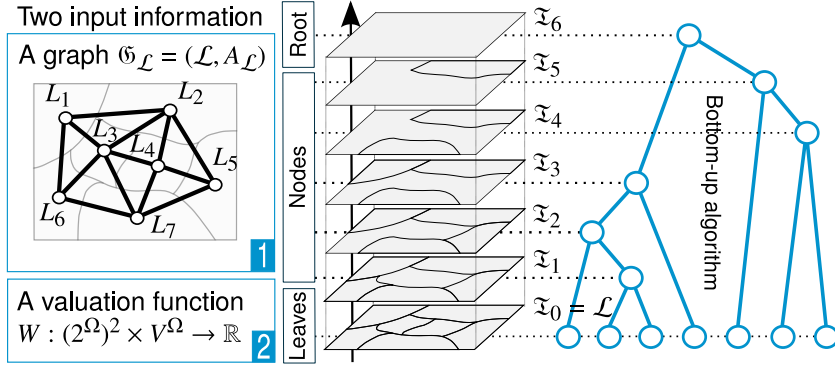 Two input information
A graph 𝔊_ℒ = (ℒ, A_ℒ)
L₁
L₂
L₃
L₄
L₅
L₆
L₇
1
A valuation function
W : (2^Ω)² × V^Ω → ℝ
2
Root
Nodes
Leaves
𝔗₆
𝔗₅
𝔗₄
𝔗₃
𝔗₂
𝔗₁
𝔗₀ = ℒ
Bottom-up algorithm